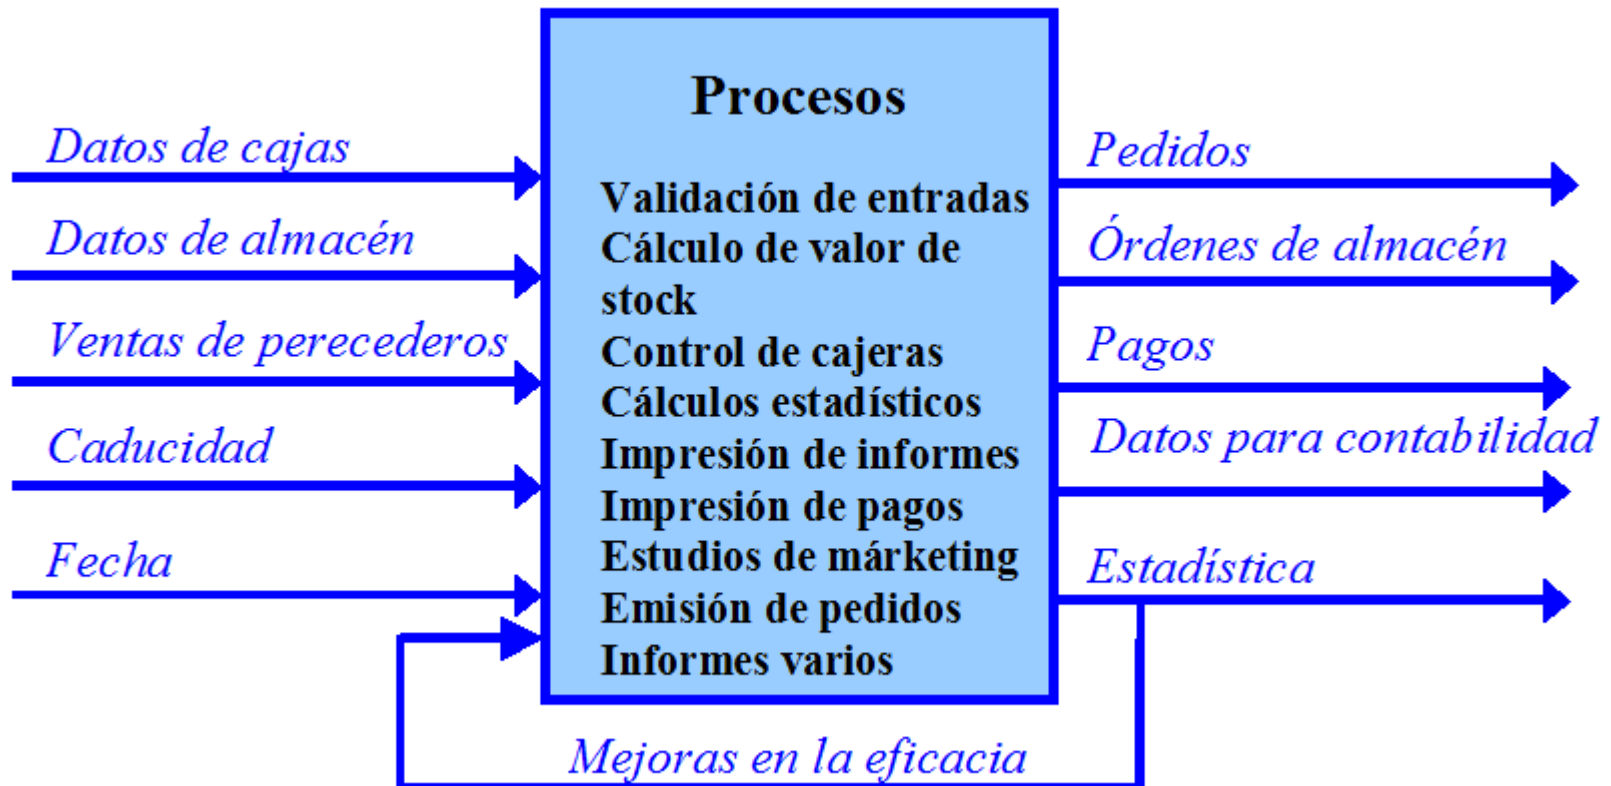 Procesos
Datos de cajas
Datos de almacén
Ventas de perecederos
Caducidad
Fecha
Validación de entradas
Cálculo de valor de
stock
Control de cajeras
Cálculos estadísticos
Impresión de informes
Impresión de pagos
Estudios de márketing
Emisión de pedidos
Informes varios
Pedidos
Órdenes de almacén
Pagos
Datos para contabilidad
Estadística
Mejoras en la eficacia